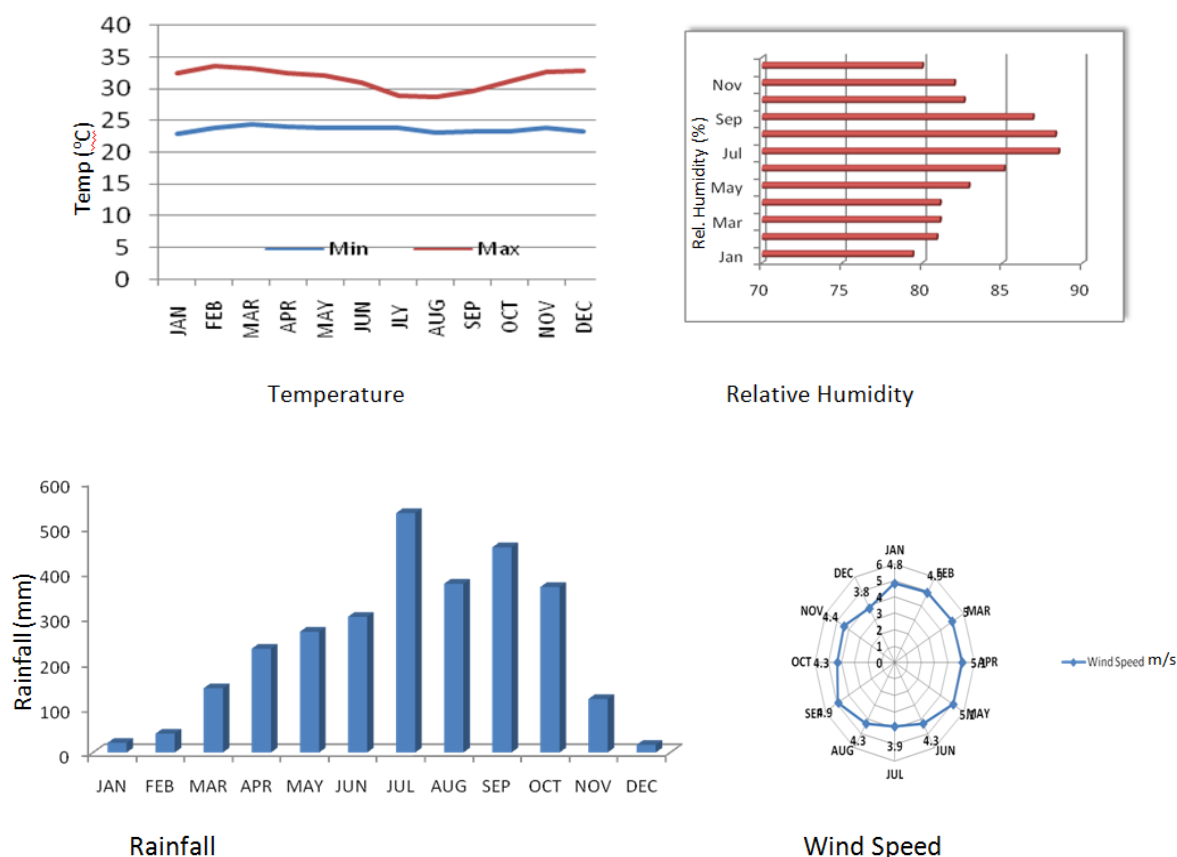 40
35
30
25
20
15
10
5
0
Temp (°C)
Min Max
JAN FEB MAR APR MAY JUN JLY AUG SEP OCT NOV DEC
Temperature
Rel. Humidity (%)
Nov
Sep
Jul
May
Mar
Jan
70 75 80 85 90
Relative Humidity
600
500
400
300
200
100
0
Rainfall (mm)
JAN FEB MAR APR MAY JUN JUL AUG SEP OCT NOV DEC
Rainfall
JAN
6 4.8
DEC FEB
5
3.8
4
NOV MAR
4.4 5
3
2
1
OCT 4.3 0 APR
Wind Speed m/s
SEP MAY
4.9
4.3 4.3
AUG 3.9 JUN
JUL
Wind Speed